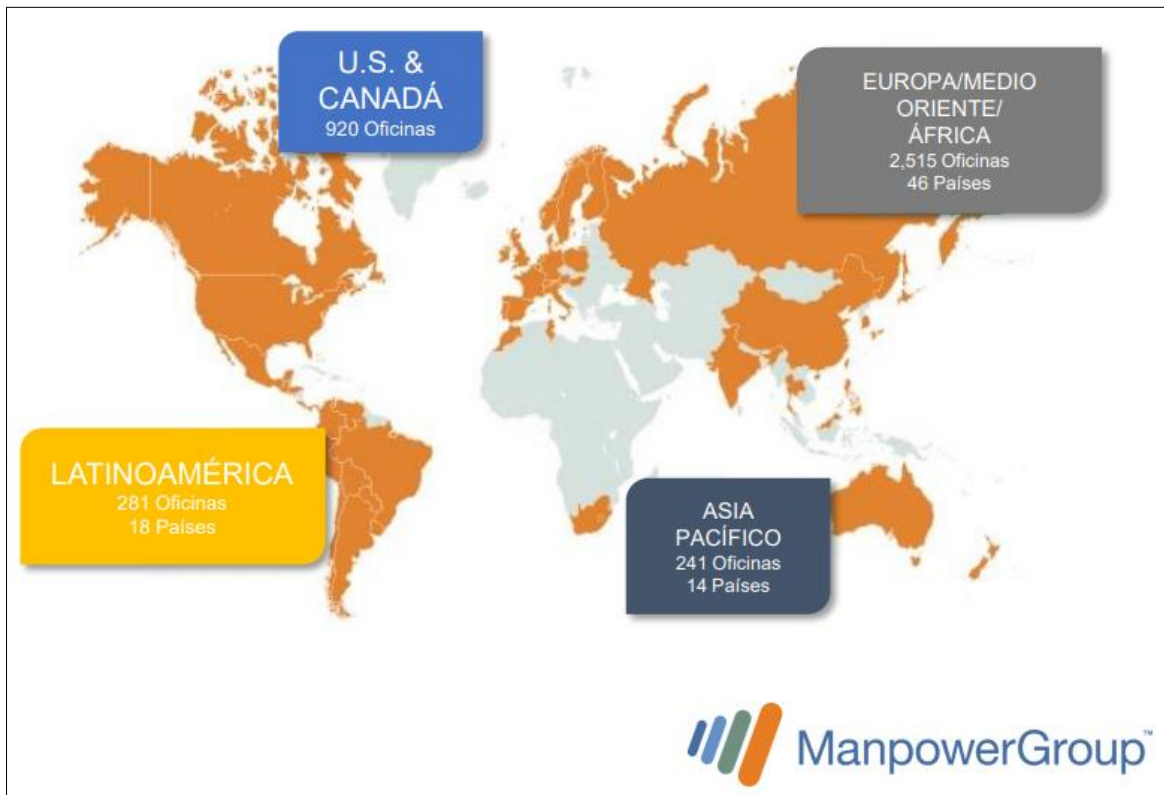 U.S. &
CANADÁ
920 Oficinas
EUROPA/MEDIO
ORIENTE/
ÁFRICA
2,515 Oficinas
46 Países
LATINOAMÉRICA
281 Oficinas
18 Países
ASIA
PACÍFICO
241 Oficinas
14 Países
ManpowerGroup™